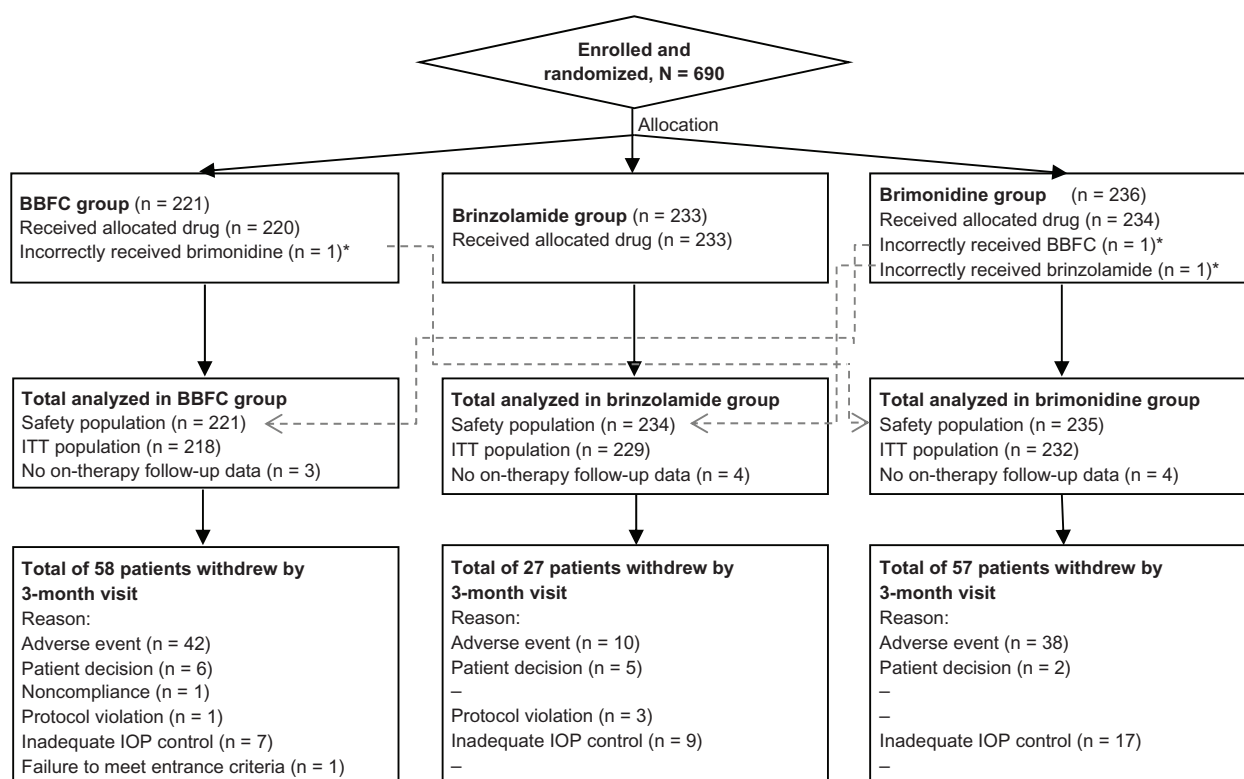 Enrolled and
randomized, N = 690
Allocation
BBFC group (n = 221)
Received allocated drug (n = 220)
Incorrectly received brimonidine (n = 1)*
Brinzolamide group (n = 233)
Received allocated drug (n = 233)
Brimonidine group (n = 236)
Received allocated drug (n = 234)
Incorrectly received BBFC (n = 1)*
Incorrectly received brinzolamide (n = 1)*
Total analyzed in BBFC group
Safety population (n = 221)
ITT population (n = 218)
No on-therapy follow-up data (n = 3)
Total analyzed in brinzolamide group
Safety population (n = 234)
ITT population (n = 229)
No on-therapy follow-up data (n = 4)
Total analyzed in brimonidine group
Safety population (n = 235)
ITT population (n = 232)
No on-therapy follow-up data (n = 4)
Total of 58 patients withdrew by
3-month visit
Reason:
Adverse event (n = 42)
Patient decision (n = 6)
Noncompliance (n = 1)
Protocol violation (n = 1)
Inadequate IOP control (n = 7)
Failure to meet entrance criteria (n = 1)
Total of 27 patients withdrew by
3-month visit
Reason:
Adverse event (n = 10)
Patient decision (n = 5)
–
Protocol violation (n = 3)
Inadequate IOP control (n = 9)
–
Total of 57 patients withdrew by
3-month visit
Reason:
Adverse event (n = 38)
Patient decision (n = 2)
–
–
Inadequate IOP control (n = 17)
–